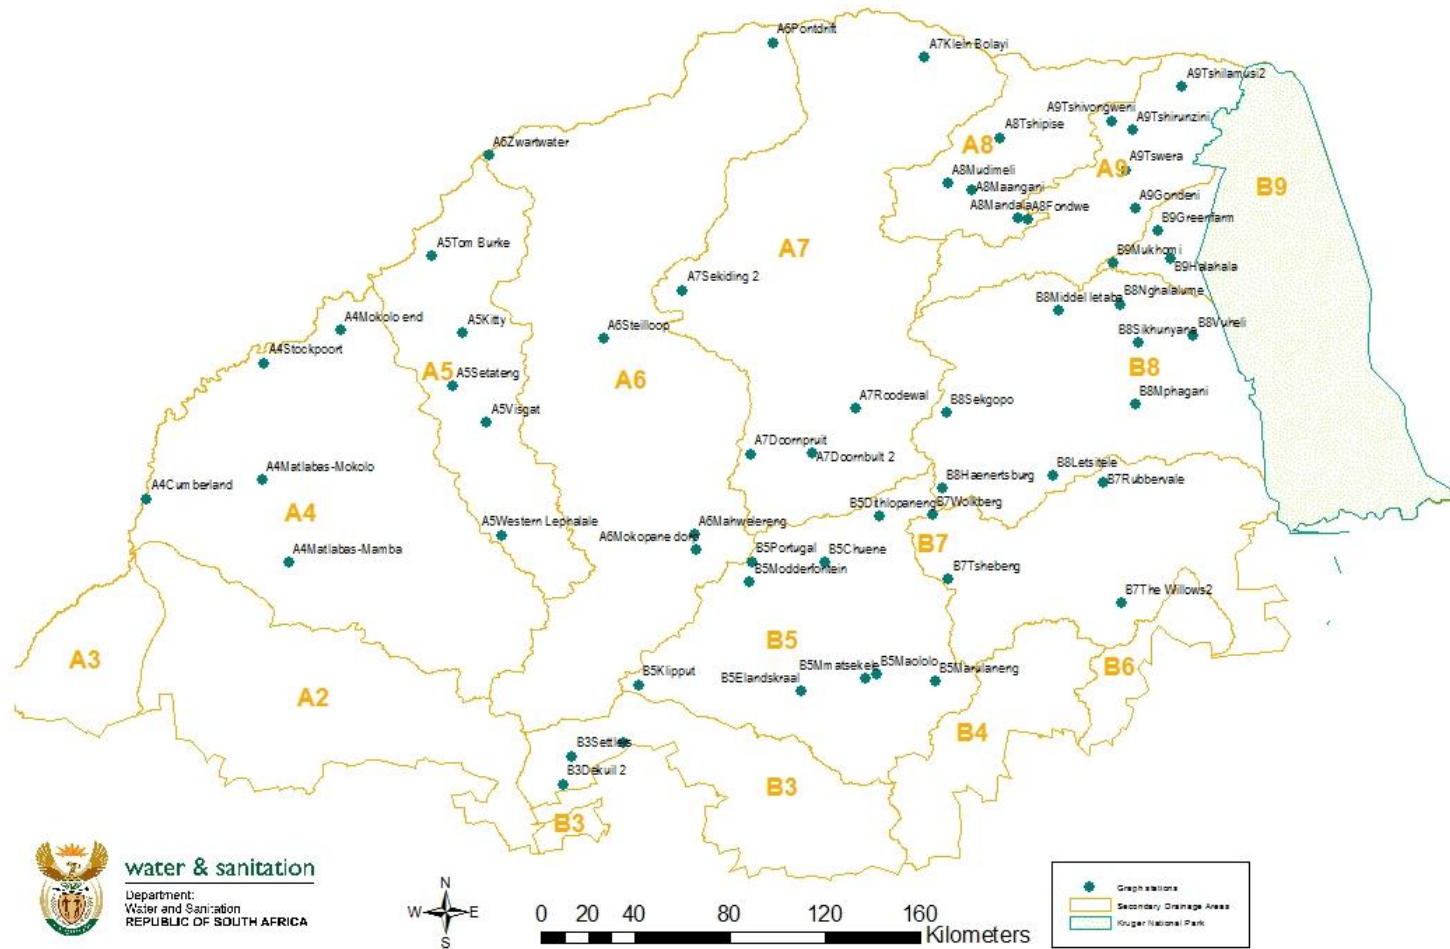 A6Pontdrift
A7Klein Bolayi
A9Tshilamusi2
A9Tshivongweni
A9Tshirunzini
A8Tshipise
A8
A6Zwartwater
A9Tswera
A9
A8Mudimeli
A8Maangani
B9
A9Gondeni
A8Mandala
A8Fondwe
B9Greenfarm
A5Tom Burke
A7
B9Mukhomi
B9Halahala
A7Sekiding 2
B8Middel letaba
B8Nghalalume
A4Mokolo end
A5Kitty
A6Steilloop
B8Sikhunyane
B8Vuheli
A4Stockpoort
A5
A5Setateng
A6
B8
B8Mphagani
A5Visgat
A7Roodewal
B8Sekgopo
A7Doornpruit
A7Doornbult 2
A4Matlabas-Mokolo
B8Haenertsburg
B8Letsitele
B7Rubbervale
A4Cumberland
B5Dithlopaneng
B7Wolkberg
A4
A5Western Lephalale
A6Mahwelereng
A6Mokopane dorp
B7
A4Matlabas-Mamba
B5Portugal
B5Chuene
B5Modderfontein
B7Tsheberg
B7The Willows2
A3
B5
B5Klipput
B5Mmatsekele
B5Maololo
B5Marulaneng
B5Elandskraal
B6
A2
B4
B3Settlers
B3Dekuil 2
B3
B3
water & sanitation
Department:
Water and Sanitation
REPUBLIC OF SOUTH AFRICA
N
W
E
S
0 20 40 80 120 160
Kilometers
Graph stations
Secondary Drainage Areas
Kruger National Park